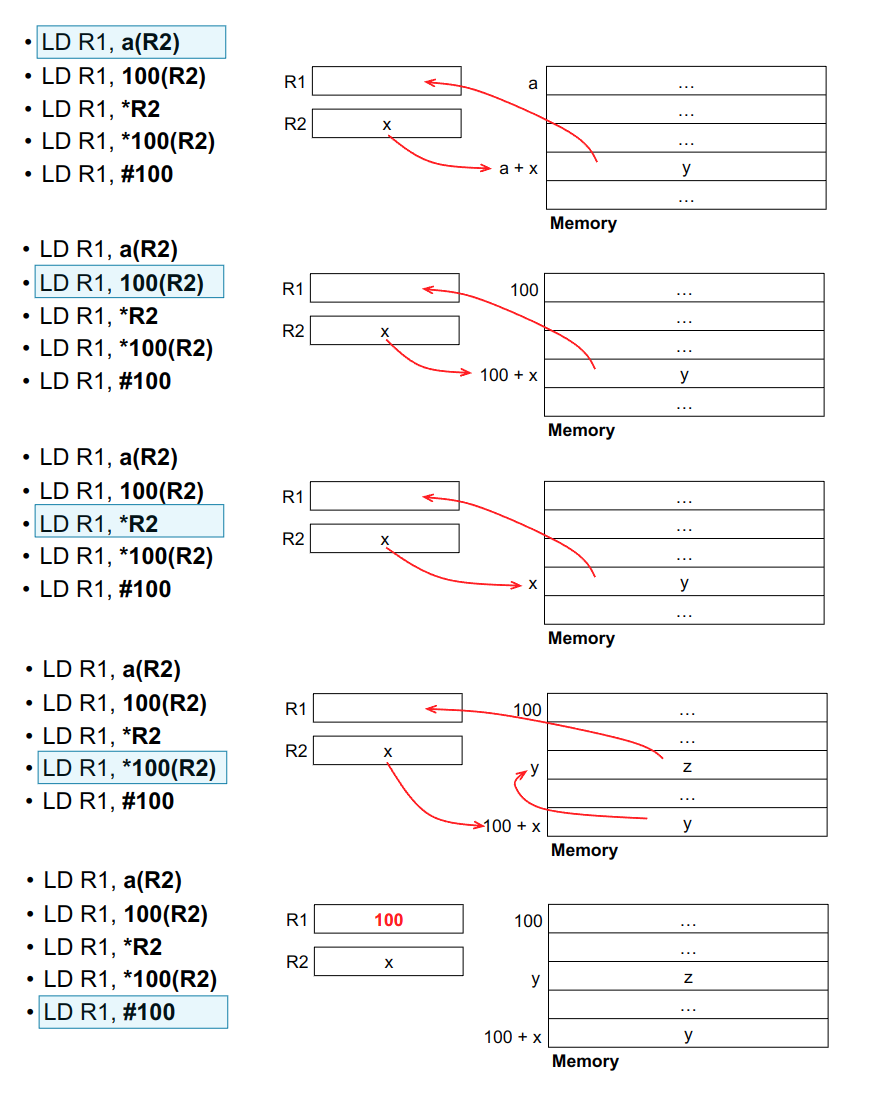 • LD R1, a(R2)
• LD R1, 100(R2)
• LD R1, *R2
• LD R1, *100(R2)
• LD R1, #100
R1
R2 x
a …
…
…
a + x y
…
Memory
• LD R1, a(R2)
• LD R1, 100(R2)
• LD R1, *R2
• LD R1, *100(R2)
• LD R1, #100
R1
R2 x
100 …
…
…
100 + x y
…
Memory
• LD R1, a(R2)
• LD R1, 100(R2)
• LD R1, *R2
• LD R1, *100(R2)
• LD R1, #100
R1
R2 x
…
…
…
x y
…
Memory
• LD R1, a(R2)
• LD R1, 100(R2)
• LD R1, *R2
• LD R1, *100(R2)
• LD R1, #100
R1
R2 x
100 …
…
y z
…
100 + x y
Memory
• LD R1, a(R2)
• LD R1, 100(R2)
• LD R1, *R2
• LD R1, *100(R2)
• LD R1, #100
R1 100
R2 x
100 …
…
y z
…
100 + x y
Memory